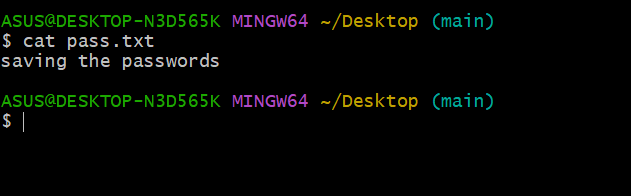 ASUS@DESKTOP-N3D565K MINGW64 ~/Desktop (main)
$ cat pass.txt
saving the passwords
ASUS@DESKTOP-N3D565K MINGW64 ~/Desktop (main)
$